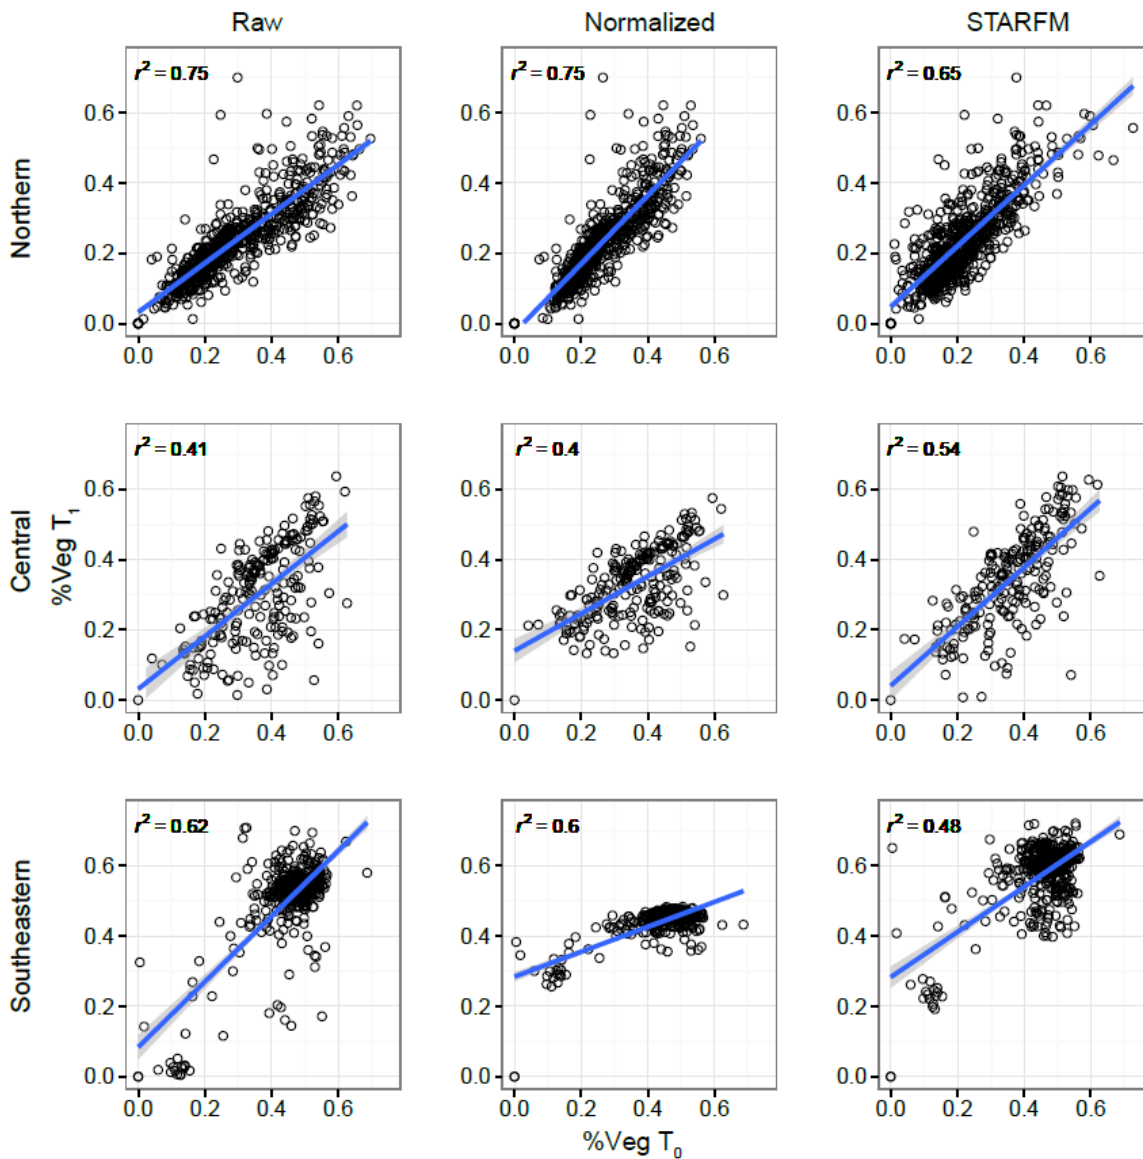 Raw Normalized STARFM
Northern
r² = 0.75
r² = 0.75
r² = 0.65
0.6
0.4
0.2
0.0
0.0 0.2 0.4 0.6
0.0 0.2 0.4 0.6
0.6
0.4
0.2
0.0
0.0 0.2 0.4 0.6
Central
%Veg T₁
r² = 0.41
r² = 0.4
r² = 0.54
0.6
0.4
0.2
0.0
0.0 0.2 0.4 0.6
0.6
0.4
0.2
0.0
0.0 0.2 0.4 0.6
0.6
0.4
0.2
0.0
0.0 0.2 0.4 0.6
Southeastern
r² = 0.62
r² = 0.6
r² = 0.48
0.6
0.4
0.2
0.0
0.0 0.2 0.4 0.6
0.6
0.4
0.2
0.0
0.0 0.2 0.4 0.6
0.6
0.4
0.2
0.0
0.0 0.2 0.4 0.6
%Veg T₀